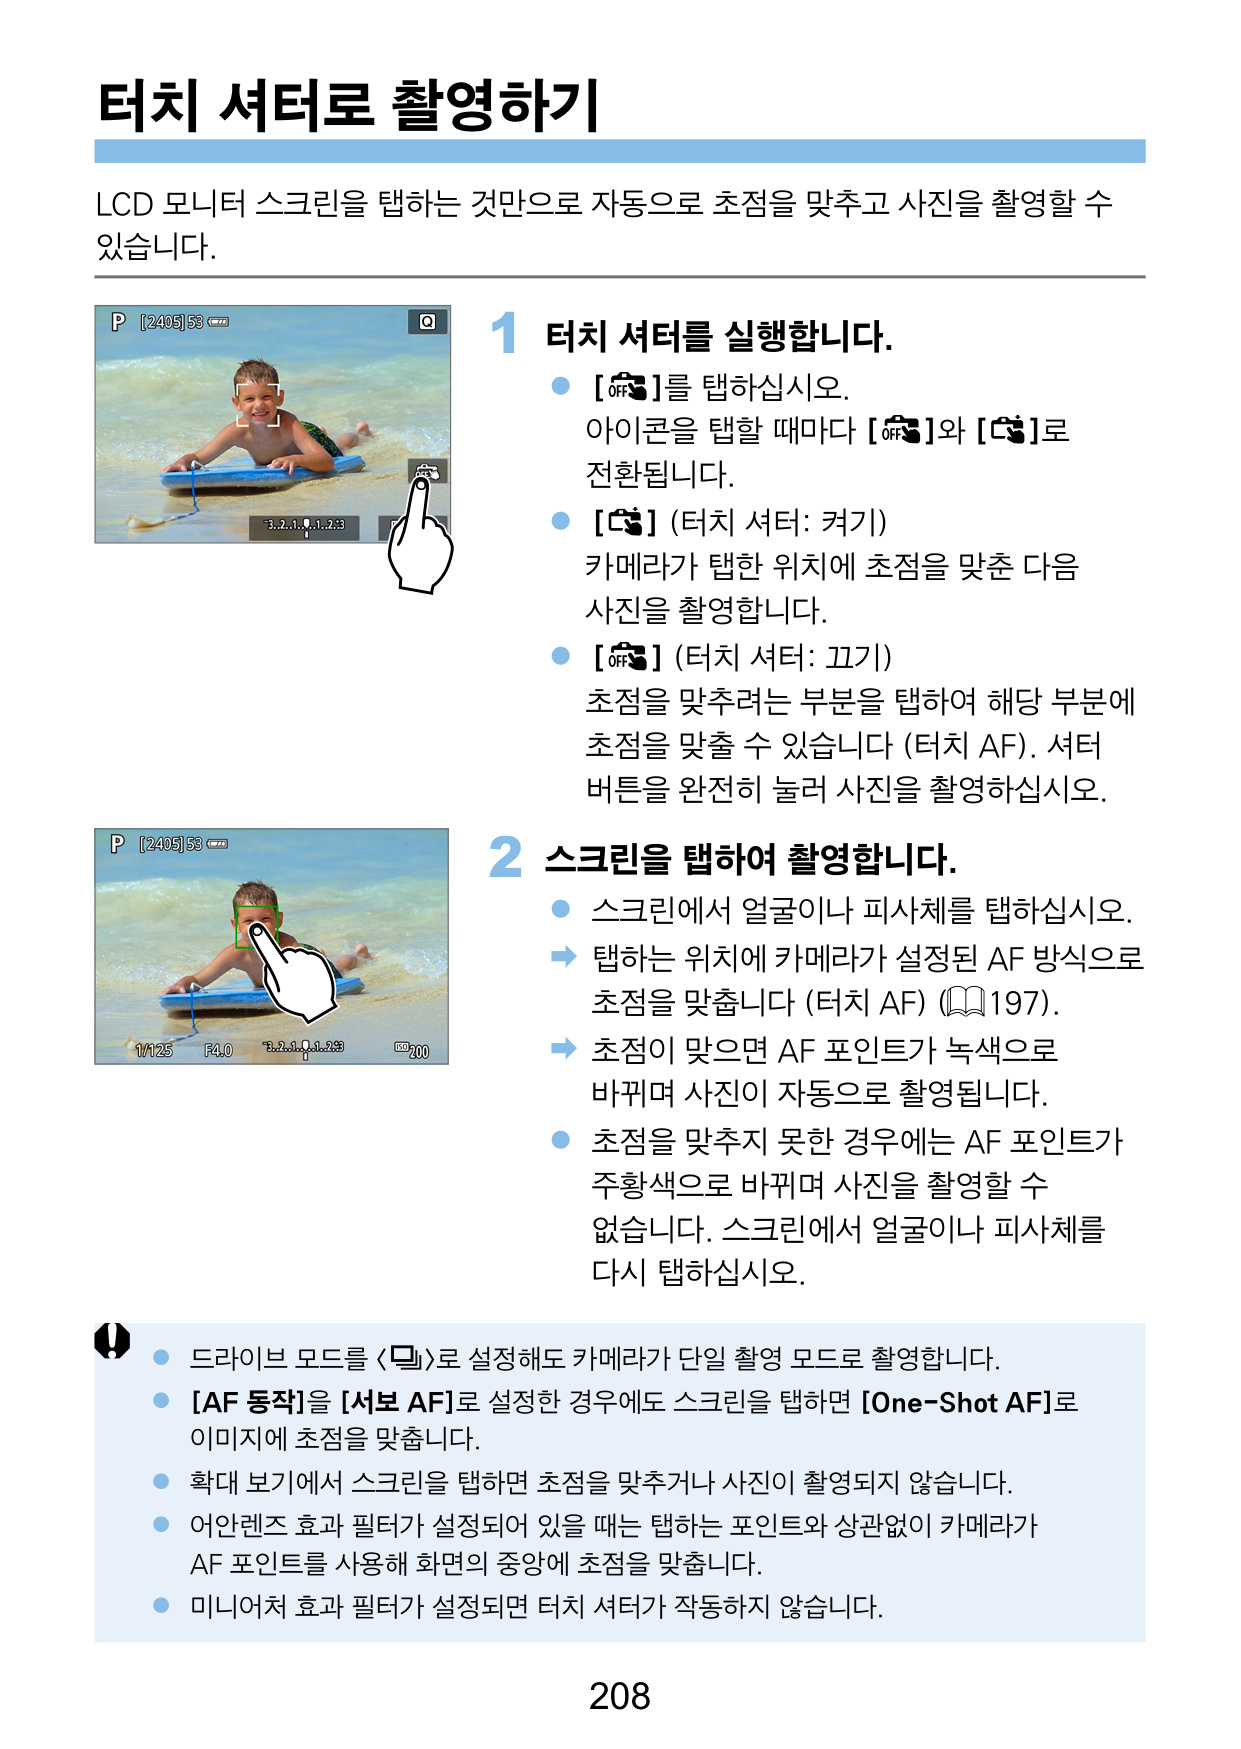 터치 셔터로 촬영하기
LCD 모니터 스크린을 탭하는 것만으로 자동으로 초점을 맞추고 사진을 촬영할 수
있습니다.
P [2405] 53
Q
OFF
-3..2..1..0..1..2..+3
1 터치 셔터를 실행합니다.
[OFF]를 탭하십시오.
아이콘을 탭할 때마다 [OFF]와 []로
전환됩니다.
[] (터치 셔터: 켜기)
카메라가 탭한 위치에 초점을 맞춘 다음
사진을 촬영합니다.
[OFF] (터치 셔터: 끄기)
초점을 맞추려는 부분을 탭하여 해당 부분에
초점을 맞출 수 있습니다 (터치 AF). 셔터
버튼을 완전히 눌러 사진을 촬영하십시오.
P [2405] 53
1/125 F4.0 -3..2..1..0..1..2..+3 ISO 200
2 스크린을 탭하여 촬영합니다.
스크린에서 얼굴이나 피사체를 탭하십시오.
탭하는 위치에 카메라가 설정된 AF 방식으로
초점을 맞춥니다 (터치 AF) (197).
초점이 맞으면 AF 포인트가 녹색으로
바뀌며 사진이 자동으로 촬영됩니다.
초점을 맞추지 못한 경우에는 AF 포인트가
주황색으로 바뀌며 사진을 촬영할 수
없습니다. 스크린에서 얼굴이나 피사체를
다시 탭하십시오.
드라이브 모드를 〈〉로 설정해도 카메라가 단일 촬영 모드로 촬영합니다.
[AF 동작]을 [서보 AF]로 설정한 경우에도 스크린을 탭하면 [One-Shot AF]로
이미지에 초점을 맞춥니다.
확대 보기에서 스크린을 탭하면 초점을 맞추거나 사진이 촬영되지 않습니다.
어안렌즈 효과 필터가 설정되어 있을 때는 탭하는 포인트와 상관없이 카메라가
AF 포인트를 사용해 화면의 중앙에 초점을 맞춥니다.
미니어처 효과 필터가 설정되면 터치 셔터가 작동하지 않습니다.
208